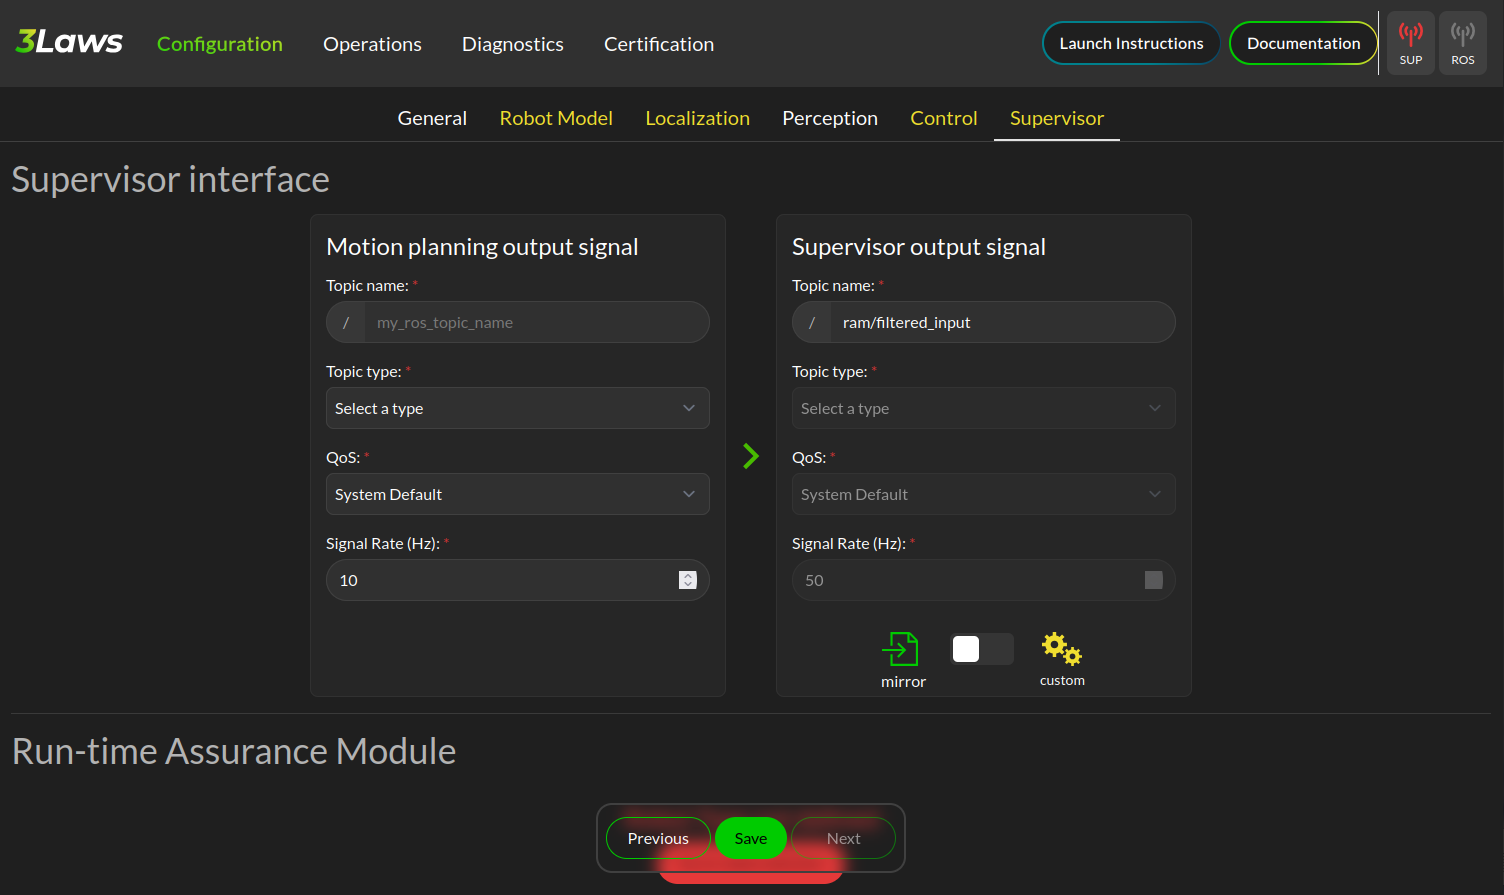 3Laws Configuration Operations Diagnostics Certification Launch Instructions Documentation SUP ROS
General Robot Model Localization Perception Control Supervisor
Supervisor interface
Motion planning output signal
Topic name: *
/ my_ros_topic_name
Topic type: *
Select a type
QoS: *
System Default
Signal Rate (Hz): *
10
Supervisor output signal
Topic name: *
/ ram/filtered_input
Topic type: *
Select a type
QoS: *
System Default
Signal Rate (Hz): *
50
mirror custom
Run-time Assurance Module
Previous Save Next